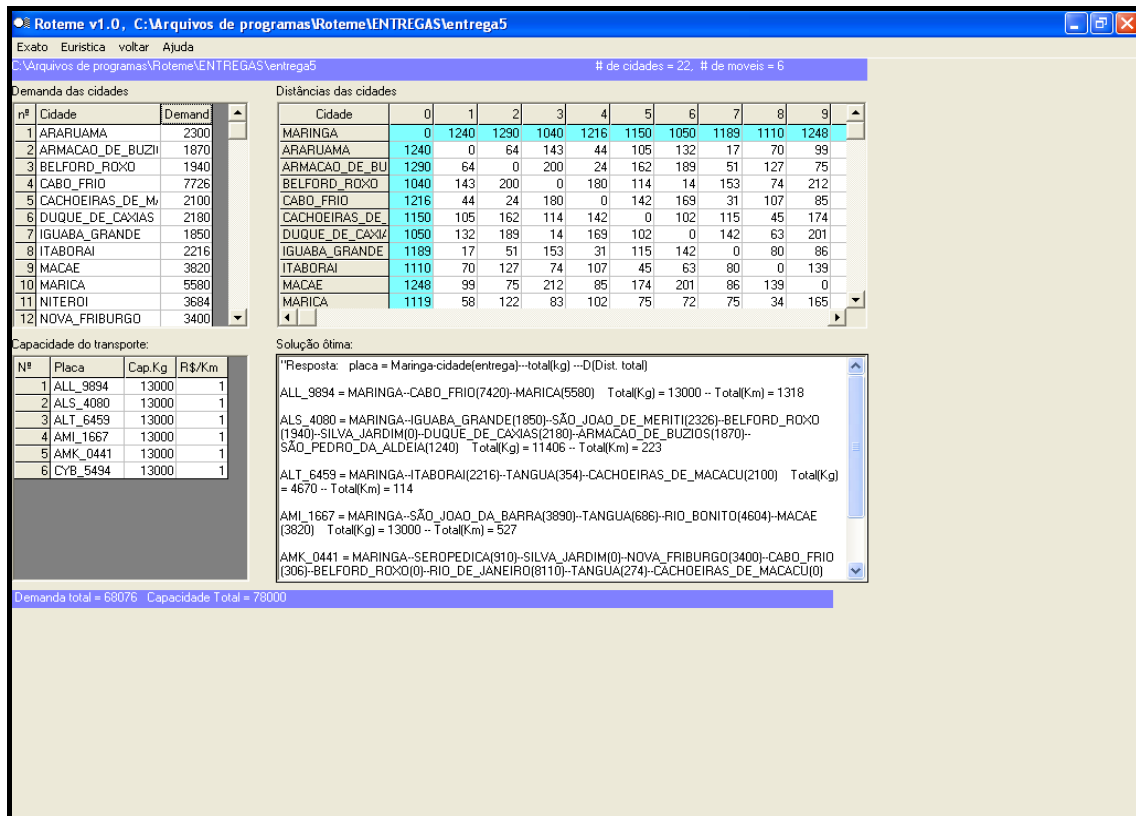 Roteme v1.0, C:\Arquivos de programas\Roteme\ENTREGAS\entrega5
Exato Euristica voltar Ajuda
C:\Arquivos de programas\Roteme\ENTREGAS\entrega5 # de cidades = 22, # de moveis = 6
Demanda das cidades
nº Cidade Demand
1 ARARUAMA 2300
2 ARMACAO_DE_BUZI
3 BELFORD_ROXO 1940
4 CABO_FRIO 7726
5 CACHOEIRAS_DE_M
6 DUQUE_DE_CAXIAS 2180
7 IGUABA_GRANDE 1850
8 ITABORAI 2216
9 MACAE 3820
10 MARICA 5580
11 NITEROI 3684
12 NOVA_FRIBURGO 3400
Distâncias das cidades
Cidade 0 1 2 3 4 5 6 7 8 9
MARINGA 0 1240 1290 1040 1216 1150 1050 1189 1110 1248
ARARUAMA 1240 0 64 143 44 105 132 17 70 99
ARMACAO_DE_BU 1290 64 0 200 24 162 189 51 127 75
BELFORD_ROXO 1040 143 200 0 180 114 14 153 74 212
CABO_FRIO 1216 44 24 180 0 142 169 31 107 85
CACHOEIRAS_DE_ 1150 105 162 114 142 0 102 115 45 174
DUQUE_DE_CAXIA 1050 132 189 14 169 102 0 142 63 201
IGUABA_GRANDE 1189 17 51 153 31 115 142 0 80 86
ITABORAI 1110 70 127 74 107 45 63 80 0 139
MACAE 1248 99 75 212 85 174 201 86 139 0
MARICA 1119 58 122 83 102 75 72 75 34 165
Capacidade do transporte:
Nº Placa Cap.Kg R$/Km
1 ALL_9894 13000 1
2 ALS_4080 13000 1
3 ALT_6459 13000 1
4 AMI_1667 13000 1
5 AMK_0441 13000 1
6 CYB_5494 13000 1
Solução ôtima:
"Resposta: placa = Maringa-cidade(entrega)---total(kg) ---D(Dist. total)
ALL_9894 = MARINGA--CABO_FRIO(7420)--MARICA(5580) Total(Kg) = 13000 -- Total(Km) = 1318
ALS_4080 = MARINGA--IGUABA_GRANDE(1850)--SÃO_JOAO_DE_MERITI(2326)--BELFORD_ROXO
(1940)--SILVA_JARDIM(0)--DUQUE_DE_CAXIAS(2180)--ARMACAO_DE_BUZIOS(1870)--
SÃO_PEDRO_DA_ALDEIA(1240) Total(Kg) = 11406 -- Total(Km) = 223
ALT_6459 = MARINGA--ITABORAI(2216)--TANGUA(354)--CACHOEIRAS_DE_MACACU(2100) Total(Kg)
= 4670 -- Total(Km) = 114
AMI_1667 = MARINGA--SÃO_JOAO_DA_BARRA(3890)--TANGUA(686)--RIO_BONITO(4604)--MACAE
(3820) Total(Kg) = 13000 -- Total(Km) = 527
AMK_0441 = MARINGA--SEROPEDICA(910)--SILVA_JARDIM(0)--NOVA_FRIBURGO(3400)--CABO_FRIO
(306)--BELFORD_ROXO(0)--RIO_DE_JANEIRO(8110)--TANGUA(274)--CACHOEIRAS_DE_MACACU(0)
Demanda total = 68076 Capacidade Total = 78000